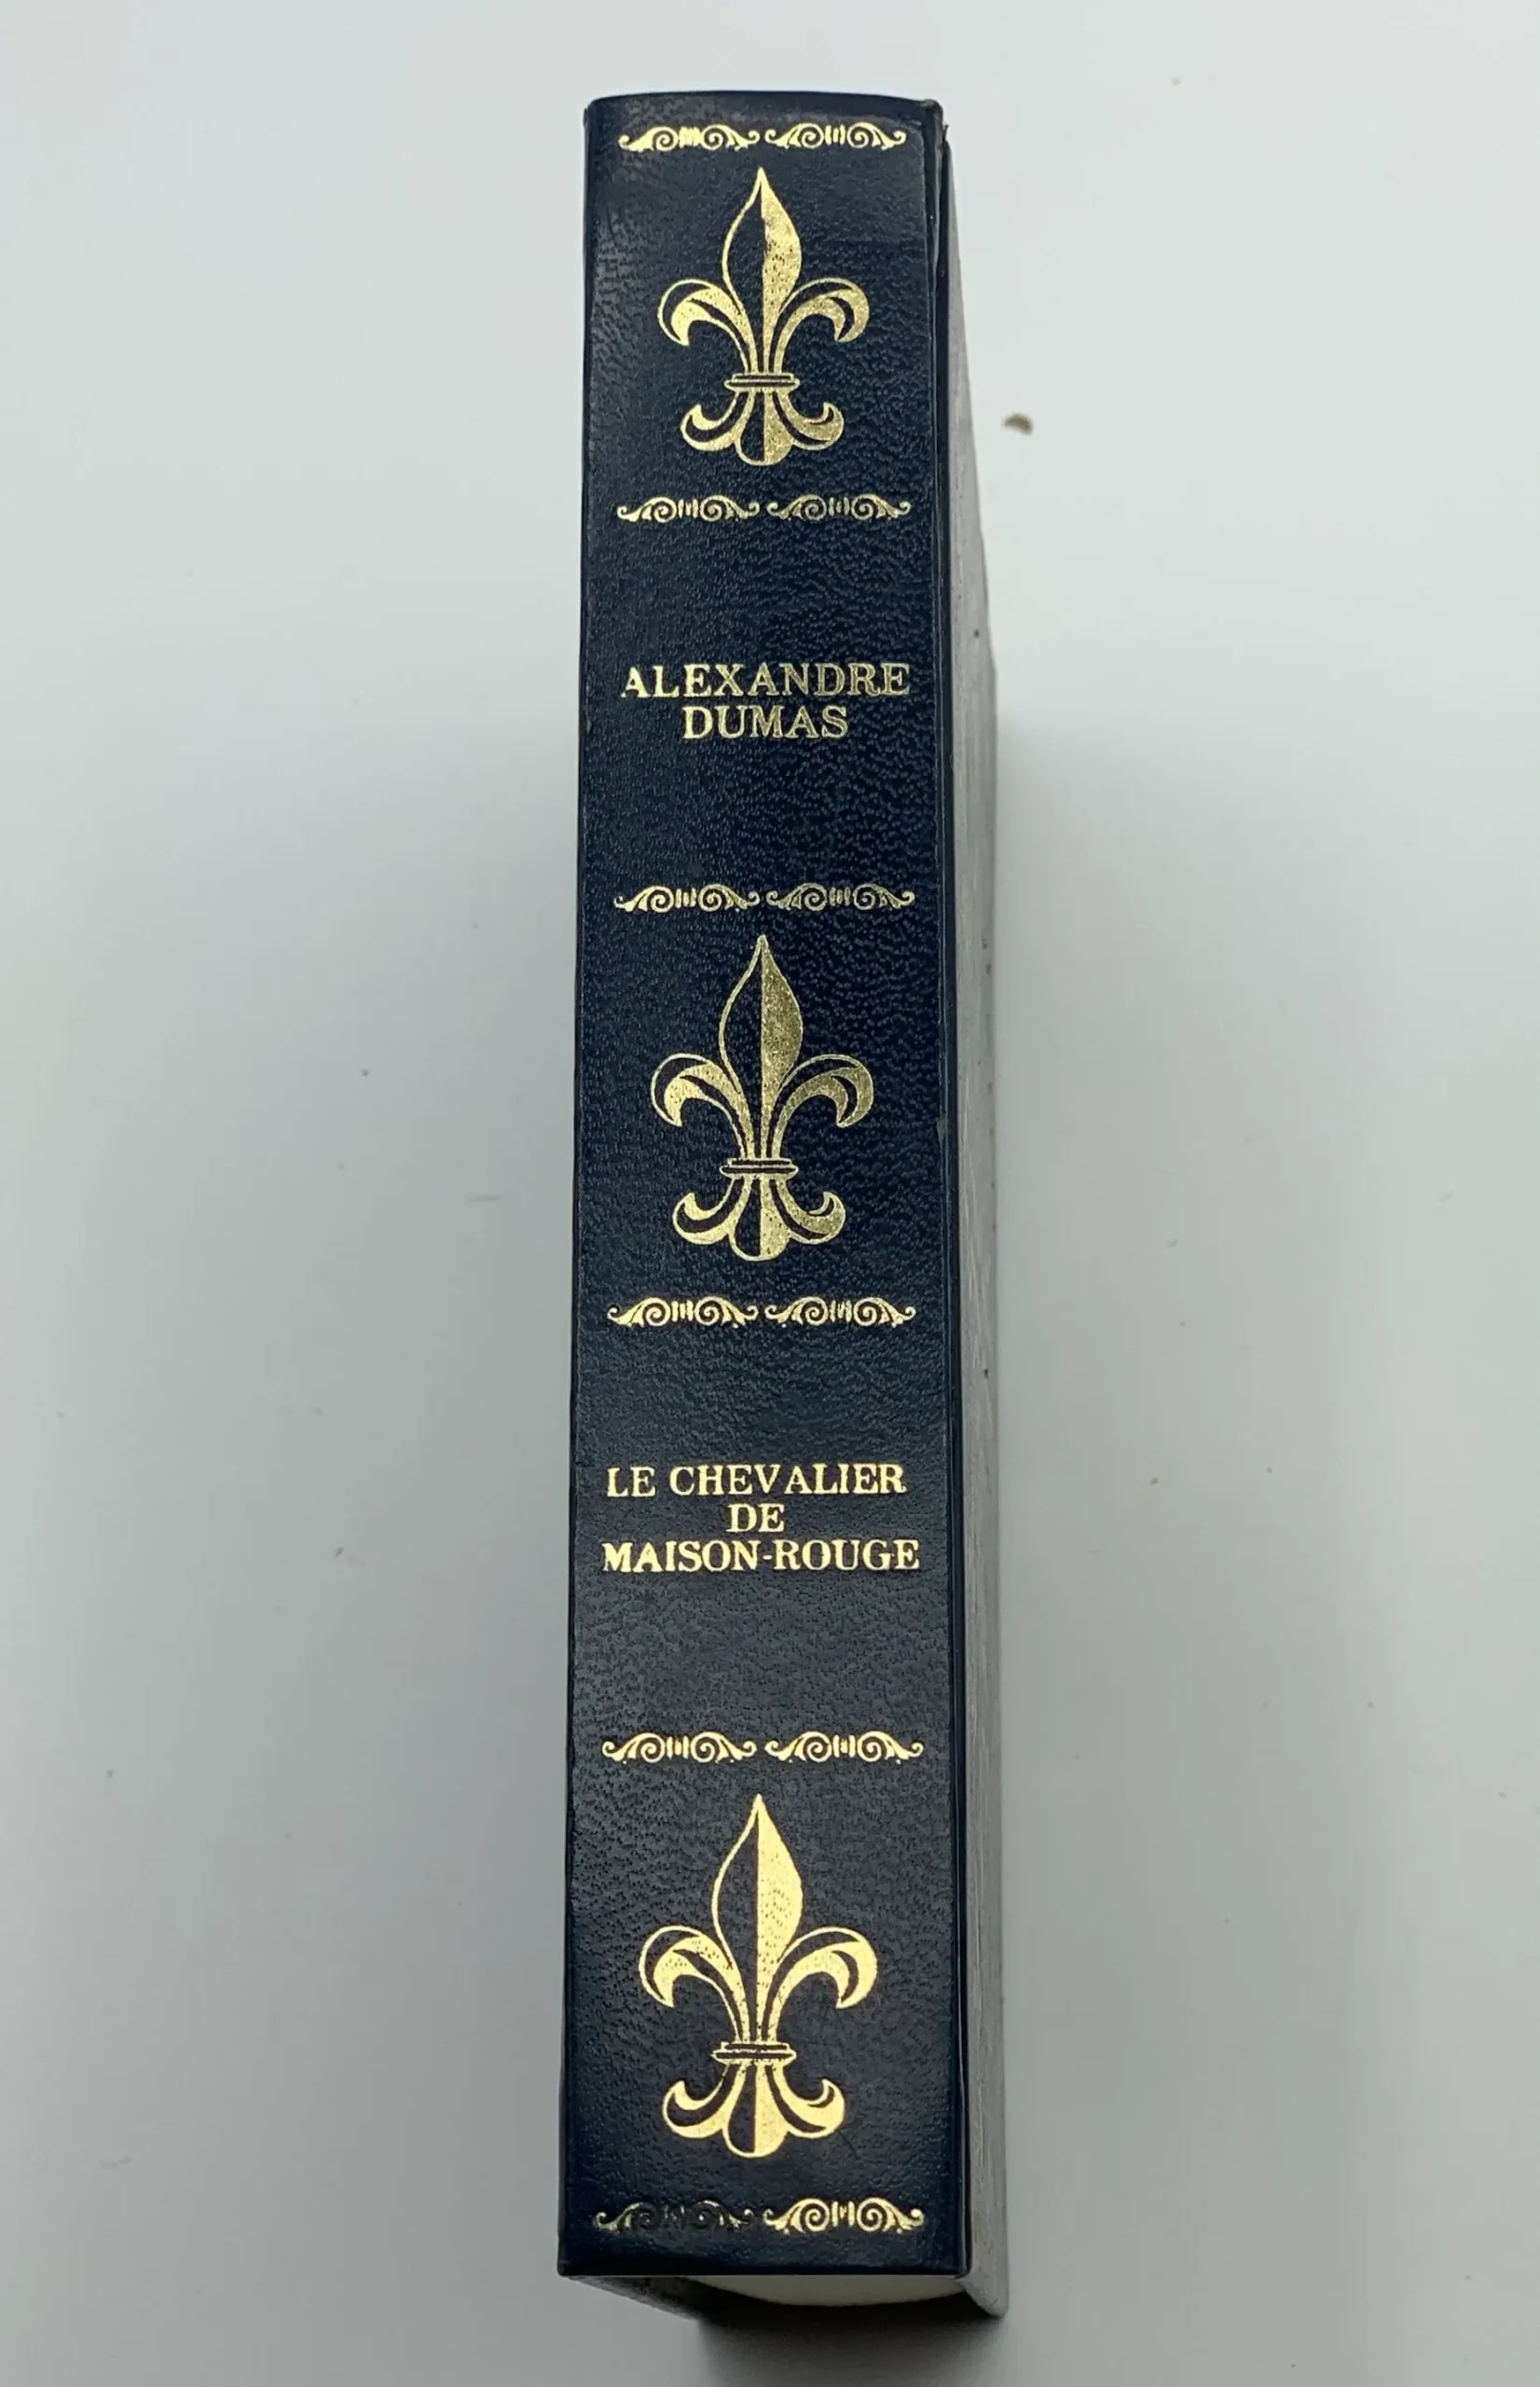 ALEXANDRE
DUMAS
LE CHEVALIER
DE
MAISON-ROUGE